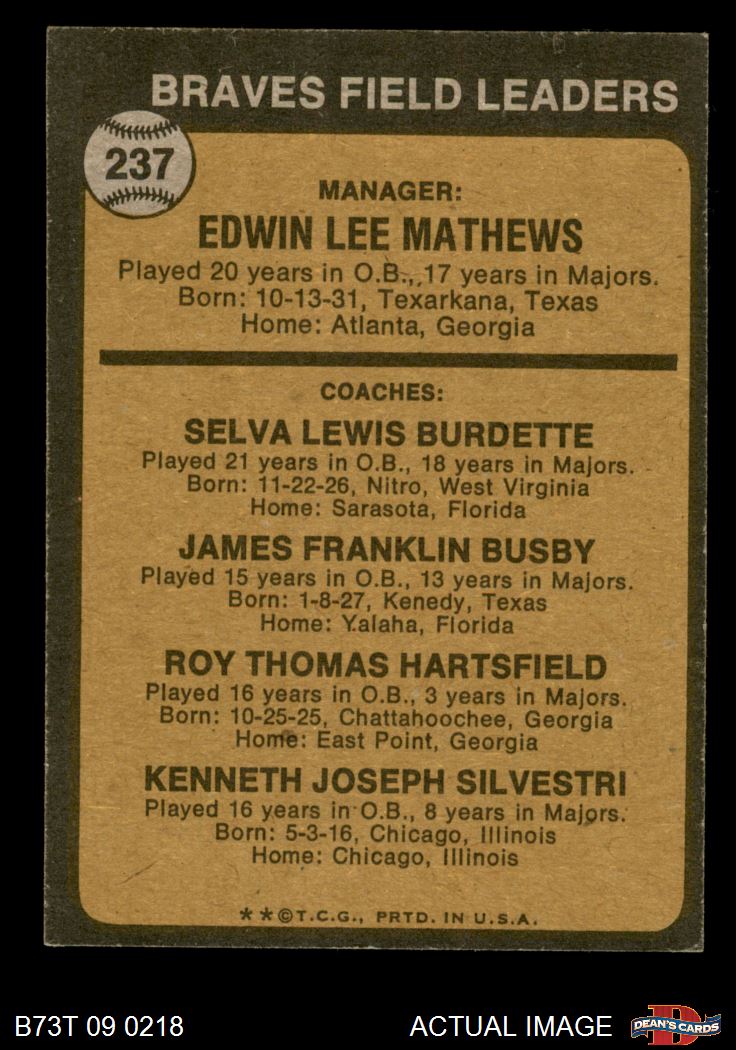 BRAVES FIELD LEADERS
237
MANAGER:
EDWIN LEE MATHEWS
Played 20 years in O.B., 17 years in Majors.
Born: 10-13-31, Texarkana, Texas
Home: Atlanta, Georgia
COACHES:
SELVA LEWIS BURDETTE
Played 21 years in O.B., 18 years in Majors.
Born: 11-22-26, Nitro, West Virginia
Home: Sarasota, Florida
JAMES FRANKLIN BUSBY
Played 15 years in O.B., 13 years in Majors.
Born: 1-8-27, Kenedy, Texas
Home: Yalaha, Florida
ROY THOMAS HARTSFIELD
Played 16 years in O.B., 3 years in Majors.
Born: 10-25-25, Chattahoochee, Georgia
Home: East Point, Georgia
KENNETH JOSEPH SILVESTRI
Played 16 years in O.B., 8 years in Majors.
Born: 5-3-16, Chicago, Illinois
Home: Chicago, Illinois
**©T.C.G., PRTD. IN U.S.A.
B73T 09 0218 ACTUAL IMAGE D DEAN'S CARDS